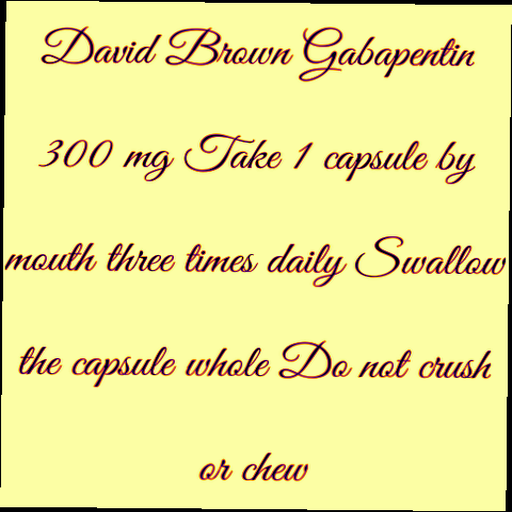 David Brown Gabapentin
300 mg Take 1 capsule by
mouth three times daily Swallow
the capsule whole Do not crush
or chew